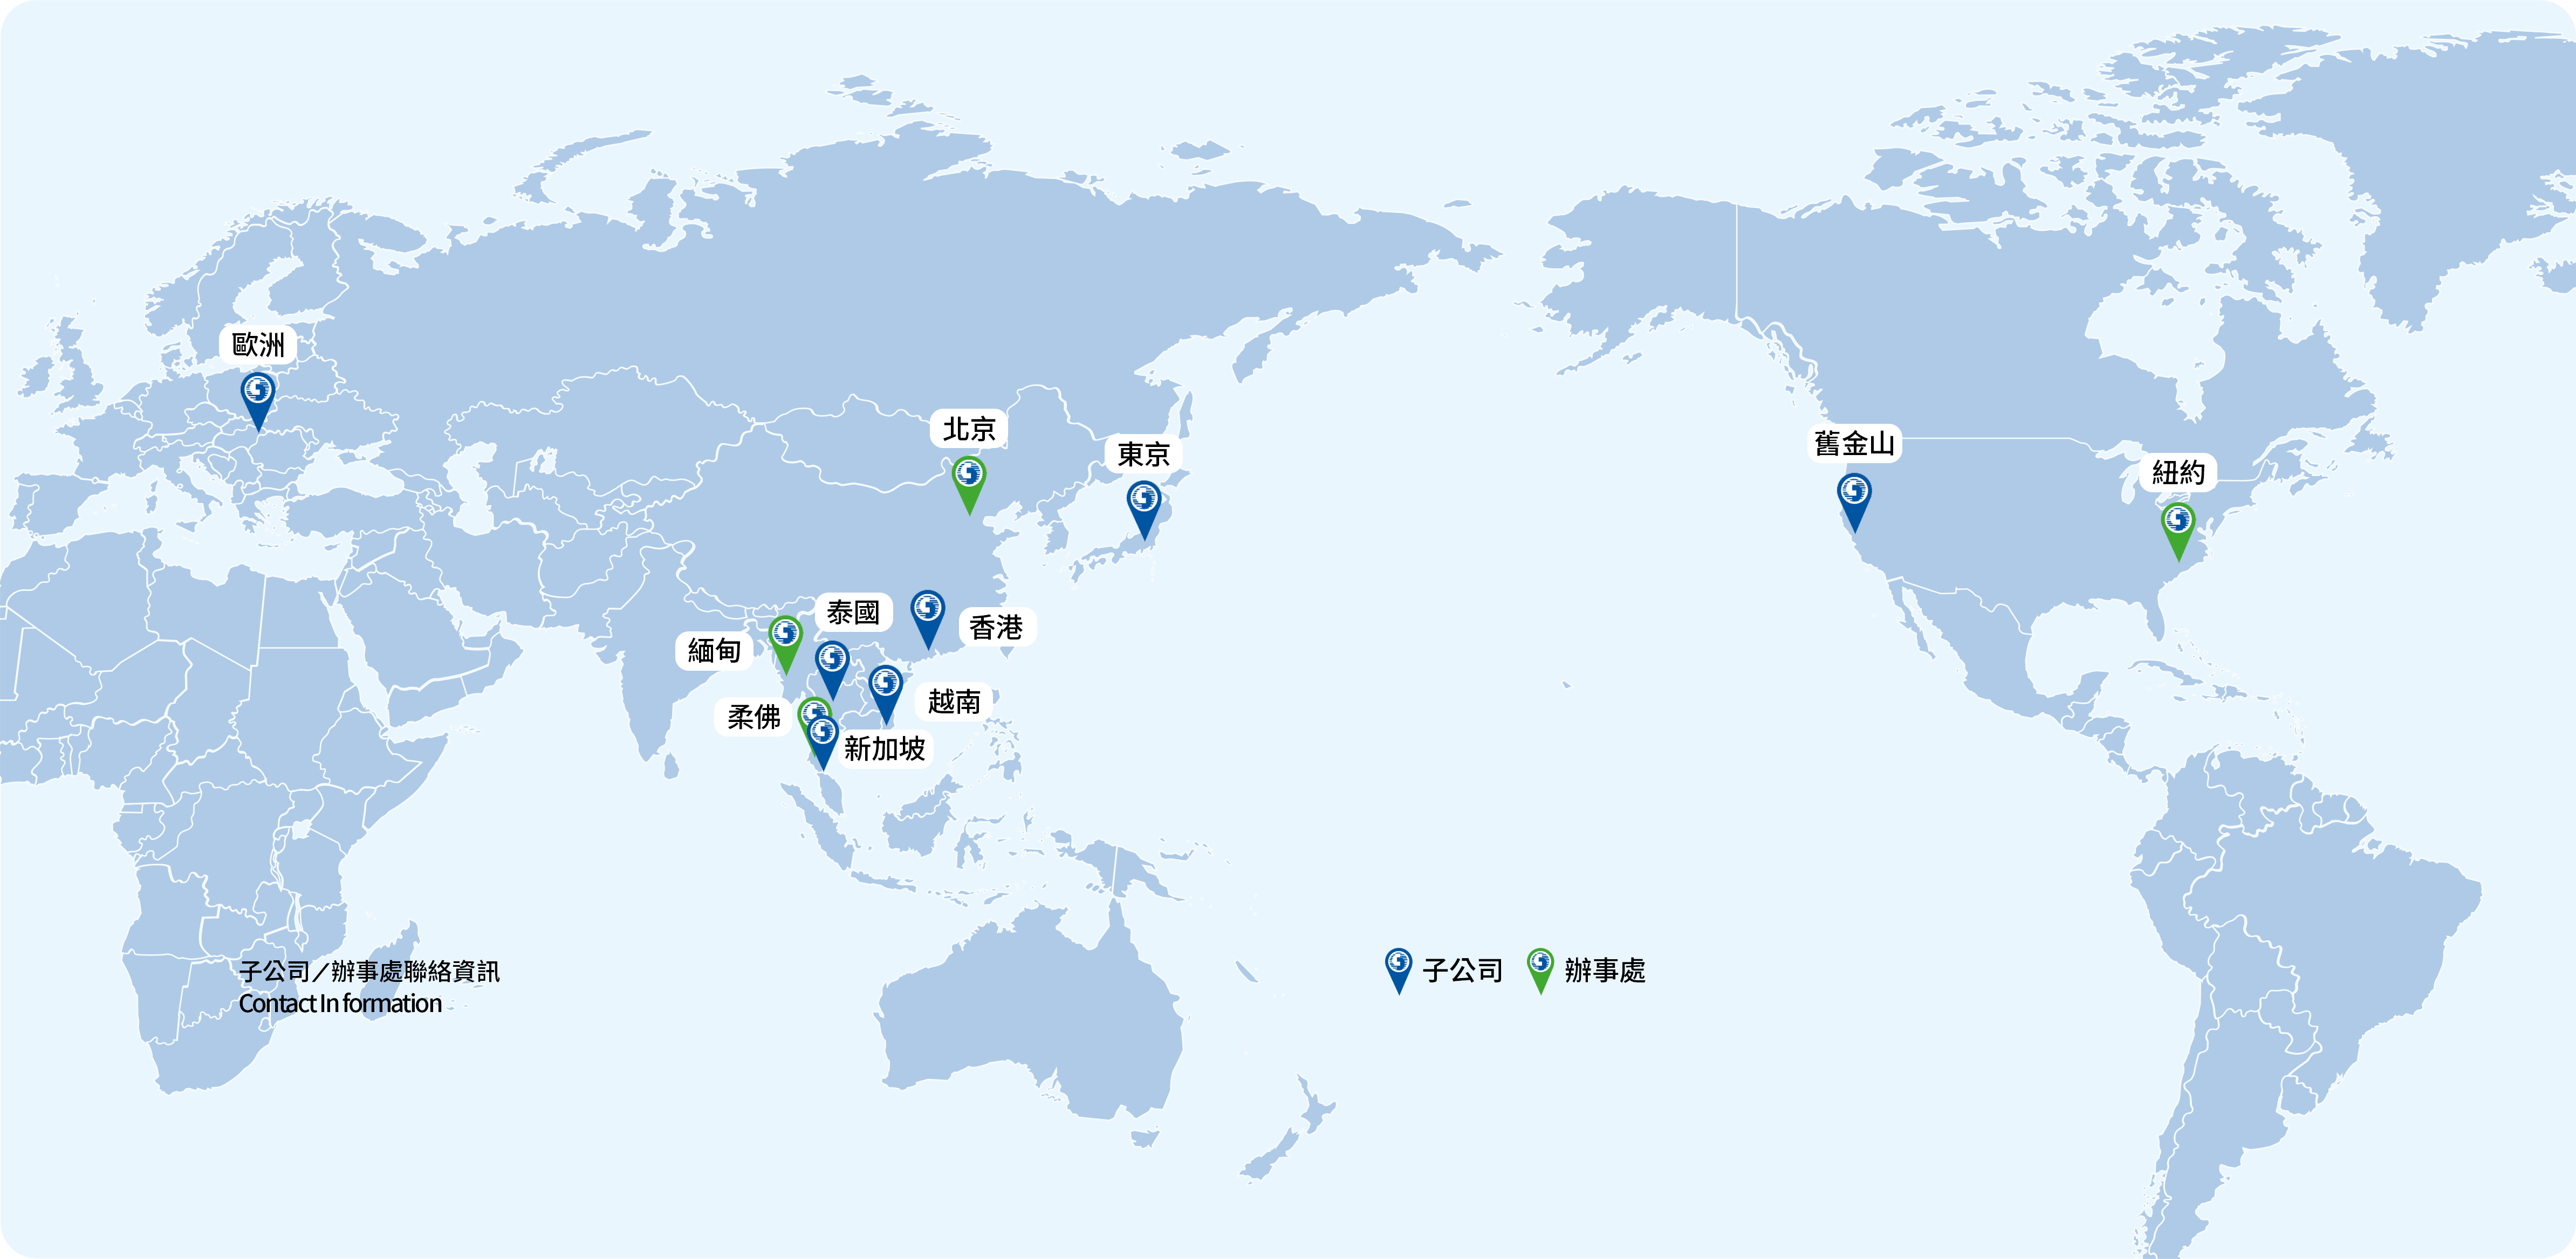 歐洲
北京
東京
舊金山
紐約
泰國
香港
緬甸
越南
柔佛
新加坡
子公司／辦事處聯絡資訊
Contact Information
子公司
辦事處